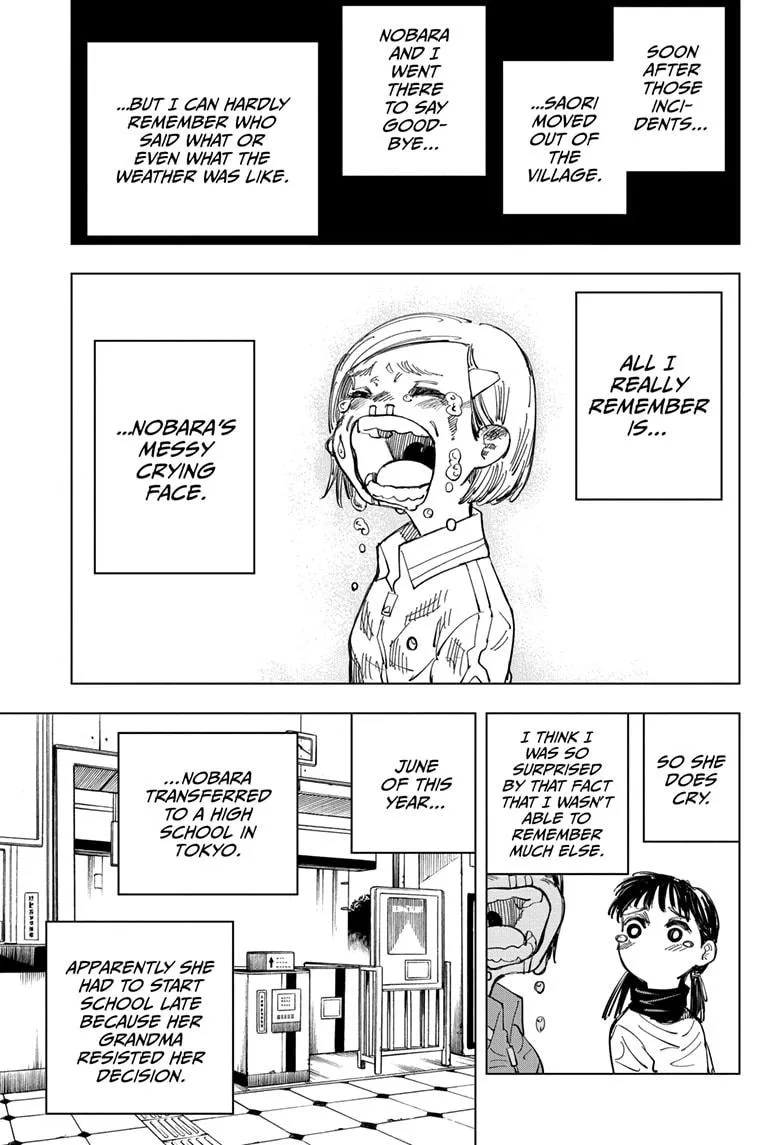 SOON
AFTER
THOSE
INCI-
DENTS...
...SAORI
MOVED
OUT OF
THE
VILLAGE.
NOBARA
AND I
WENT
THERE
TO SAY
GOOD-
BYE...
...BUT I CAN HARDLY
REMEMBER WHO
SAID WHAT OR
EVEN WHAT THE
WEATHER WAS LIKE.
ALL I
REALLY
REMEMBER
IS...
...NOBARA'S
MESSY
CRYING
FACE.
SO SHE
DOES
CRY.
I THINK I
WAS SO
SURPRISED
BY THAT FACT
THAT I WASN'T
ABLE TO
REMEMBER
MUCH ELSE.
JUNE
OF THIS
YEAR...
...NOBARA
TRANSFERRED
TO A HIGH
SCHOOL IN
TOKYO.
APPARENTLY SHE
HAD TO START
SCHOOL LATE
BECAUSE HER
GRANDMA
RESISTED HER
DECISION.